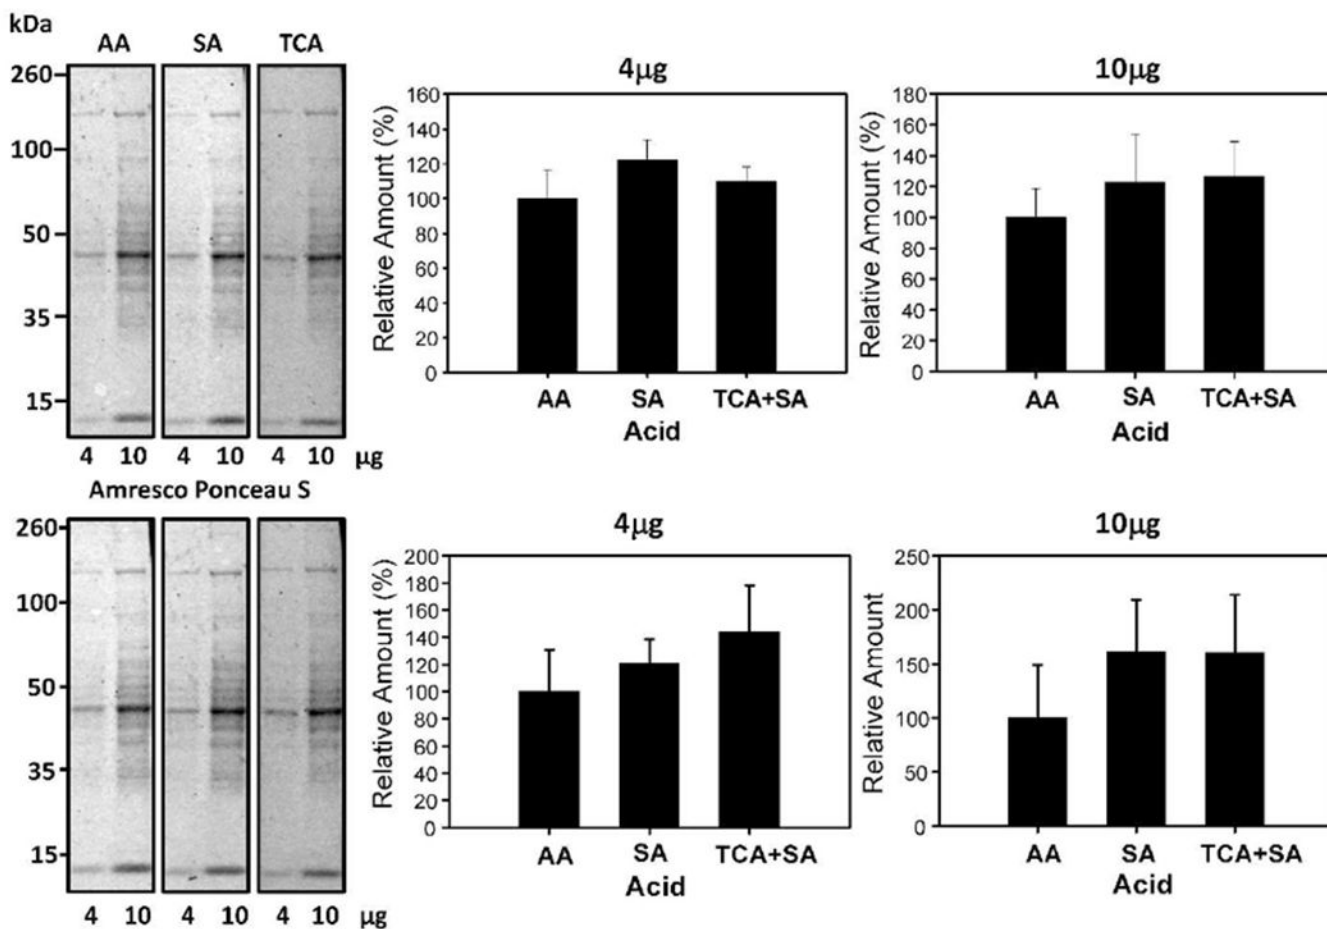 kDa
AA SA TCA
260
100
50
35
15
4 10 4 10 4 10 μg
Amresco Ponceau S
4μg
Relative Amount (%)
160
140
120
100
80
60
40
20
0
AA SA TCA+SA
Acid
10μg
Relative Amount (%)
180
160
140
120
100
80
60
40
20
0
AA SA TCA+SA
Acid
260
100
50
35
15
4 10 4 10 4 10 μg
4μg
Relative Amount (%)
200
180
160
140
120
100
80
60
40
20
0
AA SA TCA+SA
Acid
10μg
Relative Amount
250
200
150
100
50
0
AA SA TCA+SA
Acid